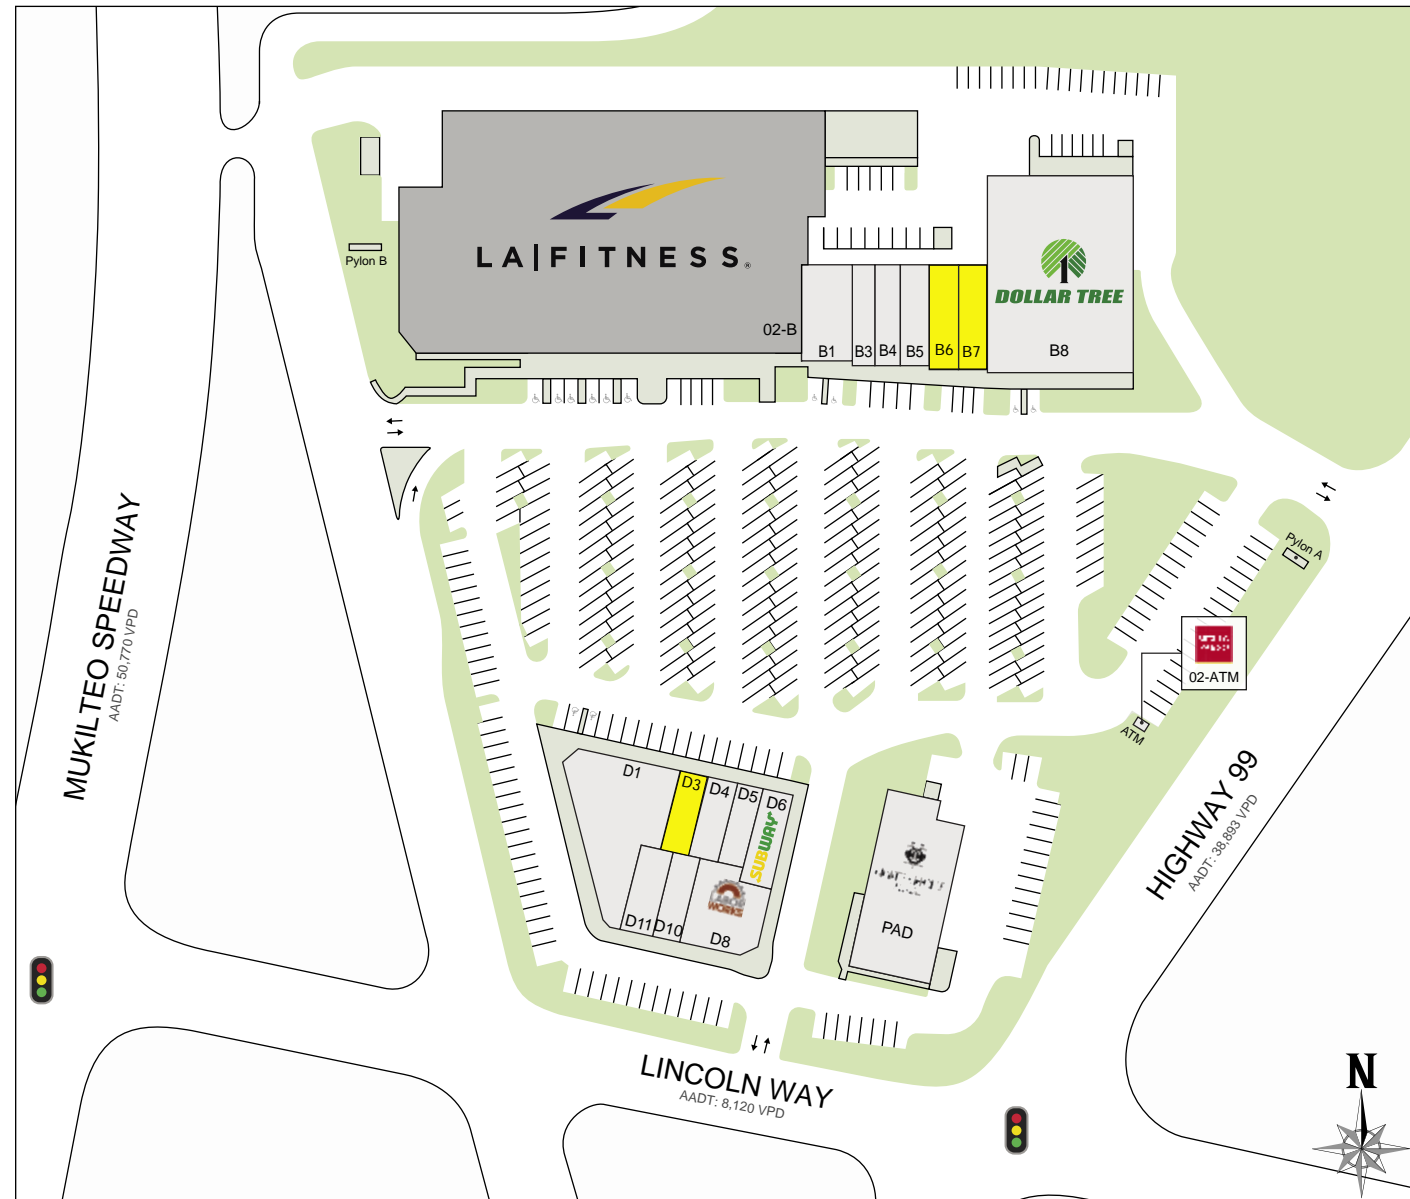 Pylon B
LA|FITNESS®
DOLLAR TREE
02-B
B1
B3
B4
B5
B6
B7
B8
MUKILTEO SPEEDWAY
AADT: 50,770 VPD
Pylon A
02-ATM
ATM
HIGHWAY 99
AADT: 38,893 VPD
D1
D3
D4
D5
D6
SUBWAY
LABOR
WORKS
D11
D10
D8
PAD
LINCOLN WAY
AADT: 8,120 VPD
N